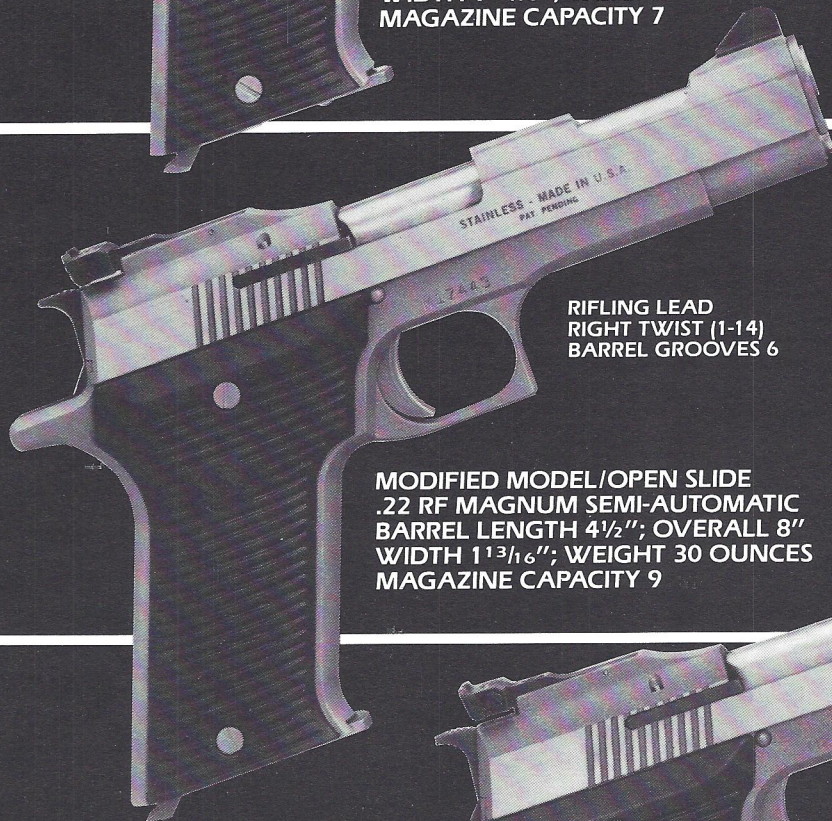 MAGAZINE CAPACITY 7
STAINLESS - MADE IN U.S.A.
PAT PENDING
RIFLING LEAD
RIGHT TWIST (1-14)
BARREL GROOVES 6
MODIFIED MODEL/OPEN SLIDE
.22 RF MAGNUM SEMI-AUTOMATIC
BARREL LENGTH 4½"; OVERALL 8"
WIDTH 1¹³/₁₆"; WEIGHT 30 OUNCES
MAGAZINE CAPACITY 9